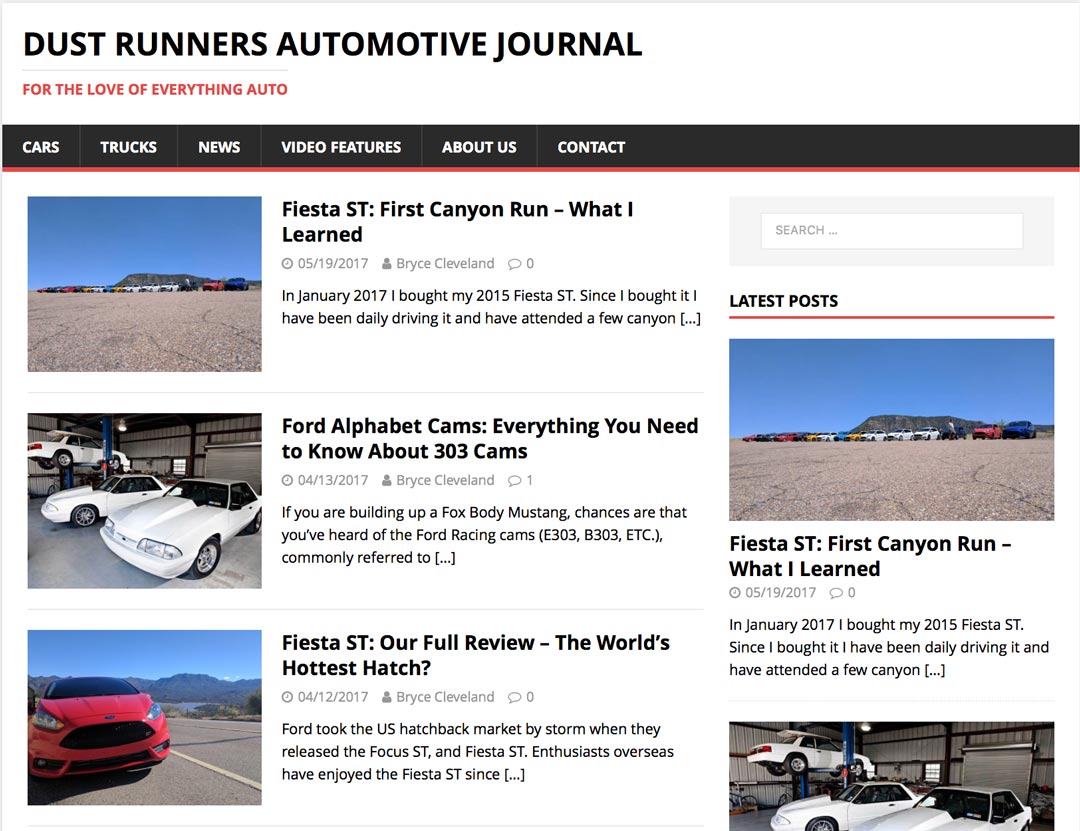 DUST RUNNERS AUTOMOTIVE JOURNAL
FOR THE LOVE OF EVERYTHING AUTO
CARS TRUCKS NEWS VIDEO FEATURES ABOUT US CONTACT
Fiesta ST: First Canyon Run – What I
Learned
05/19/2017 Bryce Cleveland 0
In January 2017 I bought my 2015 Fiesta ST. Since I bought it I
have been daily driving it and have attended a few canyon [...]
Ford Alphabet Cams: Everything You Need
to Know About 303 Cams
04/13/2017 Bryce Cleveland 1
If you are building up a Fox Body Mustang, chances are that
you’ve heard of the Ford Racing cams (E303, B303, ETC.),
commonly referred to [...]
Fiesta ST: Our Full Review – The World’s
Hottest Hatch?
04/12/2017 Bryce Cleveland 0
Ford took the US hatchback market by storm when they
released the Focus ST, and Fiesta ST. Enthusiasts overseas
have enjoyed the Fiesta ST since [...]
SEARCH ...
LATEST POSTS
Fiesta ST: First Canyon Run –
What I Learned
05/19/2017 0
In January 2017 I bought my 2015 Fiesta ST.
Since I bought it I have been daily driving it and
have attended a few canyon [...]